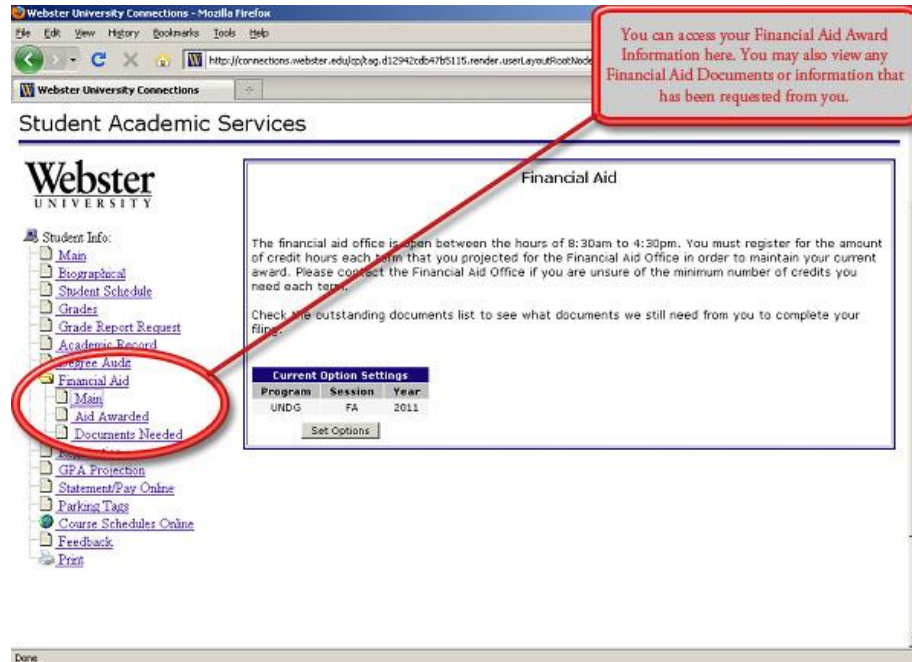 Webster University Connections - Mozilla Firefox
File Edit View History Bookmarks Tools Help
http://connections.webster.edu/cp/tag.d12942cdb47b5115.render.userLayoutRootNode
Webster University Connections
You can access your Financial Aid Award
Information here. You may also view any
Financial Aid Documents or information that
has been requested from you.
Student Academic Services
Webster
UNIVERSITY
Student Info:
Main
Biographical
Student Schedule
Grades
Grade Report Request
Academic Record
Degree Audit
Financial Aid
Main
Aid Awarded
Documents Needed
GPA Projection
Statement/Pay Online
Parking Tags
Course Schedules Online
Feedback
Print
Financial Aid
The financial aid office is open between the hours of 8:30am to 4:30pm. You must register for the amount
of credit hours each term that you projected for the Financial Aid Office in order to maintain your current
award. Please contact the Financial Aid Office if you are unsure of the minimum number of credits you
need each term.
Check the outstanding documents list to see what documents we still need from you to complete your
filing.
Current Option Settings
Program Session Year
UNDG FA 2011
Set Options
Done